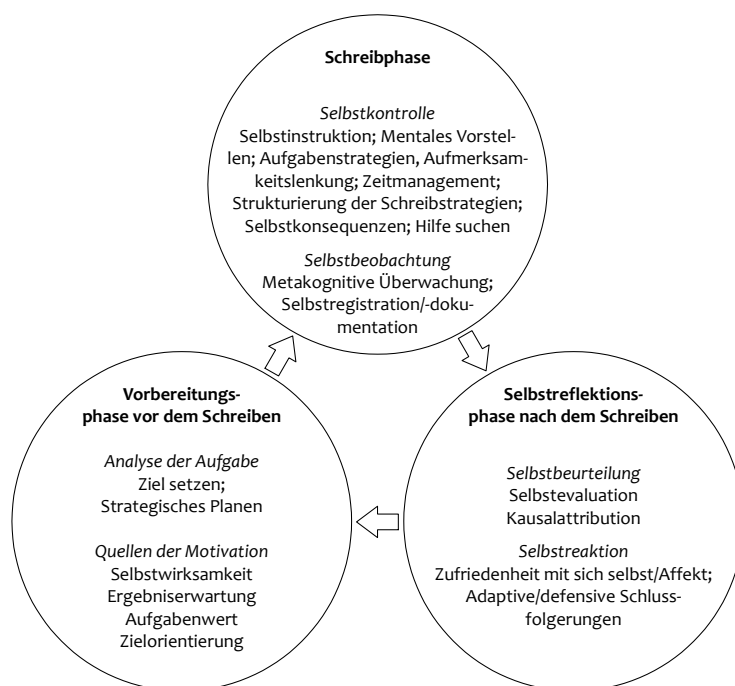 Schreibphase
Selbstkontrolle
Selbstinstruktion; Mentales Vorstel-
len; Aufgabenstrategien, Aufmerksam-
keitslenkung; Zeitmanagement;
Strukturierung der Schreibstrategien;
Selbstkonsequenzen; Hilfe suchen
Selbstbeobachtung
Metakognitive Überwachung;
Selbstregistration/-doku-
mentation
Vorbereitungs-
phase vor dem Schreiben
Analyse der Aufgabe
Ziel setzen;
Strategisches Planen
Quellen der Motivation
Selbstwirksamkeit
Ergebniserwartung
Aufgabenwert
Zielorientierung
Selbstreflektions-
phase nach dem Schreiben
Selbstbeurteilung
Selbstevaluation
Kausalattribution
Selbstreaktion
Zufriedenheit mit sich selbst/Affekt;
Adaptive/defensive Schluss-
folgerungen